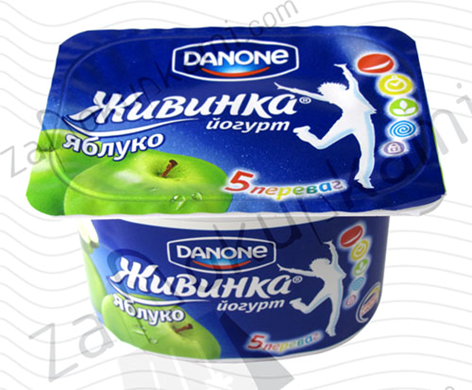 DANONE
Живинка®
йогурт
яблуко
5 переваг
DANONE
Живинка®
йогурт
яблуко
5 переваг